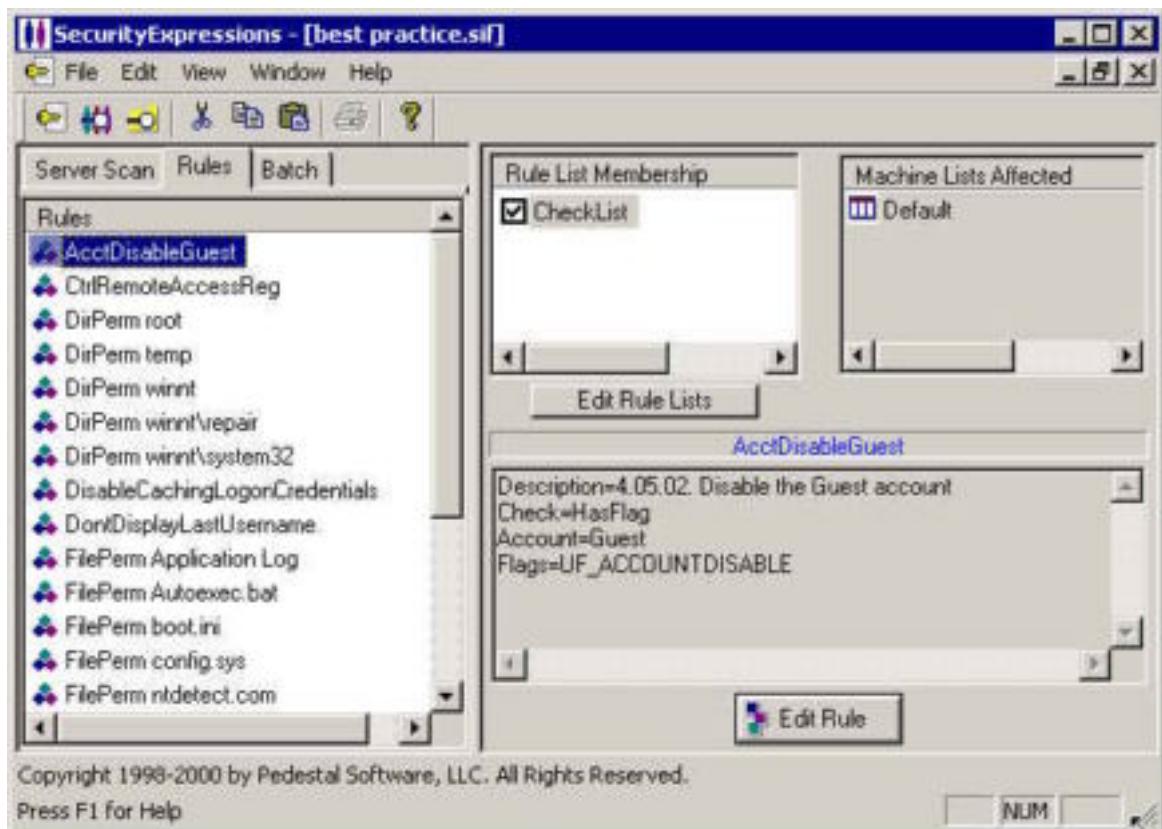 SecurityExpressions - [best practice.sif]
File Edit View Window Help
Server Scan Rules Batch
Rules
AcctDisableGuest
CtrlRemoteAccessReg
DirPerm root
DirPerm temp
DirPerm winnt
DirPerm winnt\repair
DirPerm winnt\system32
DisableCachingLogonCredentials
DontDisplayLastUsername
FilePerm Application Log
FilePerm Autoexec.bat
FilePerm boot.ini
FilePerm config.sys
FilePerm ntdetect.com
Rule List Membership
CheckList
Machine Lists Affected
Default
Edit Rule Lists
AcctDisableGuest
Description=4.05.02. Disable the Guest account
Check=HasFlag
Account=Guest
Flags=UF_ACCOUNTDISABLE
Edit Rule
Copyright 1998-2000 by Pedestal Software, LLC. All Rights Reserved.
Press F1 for Help
NUM